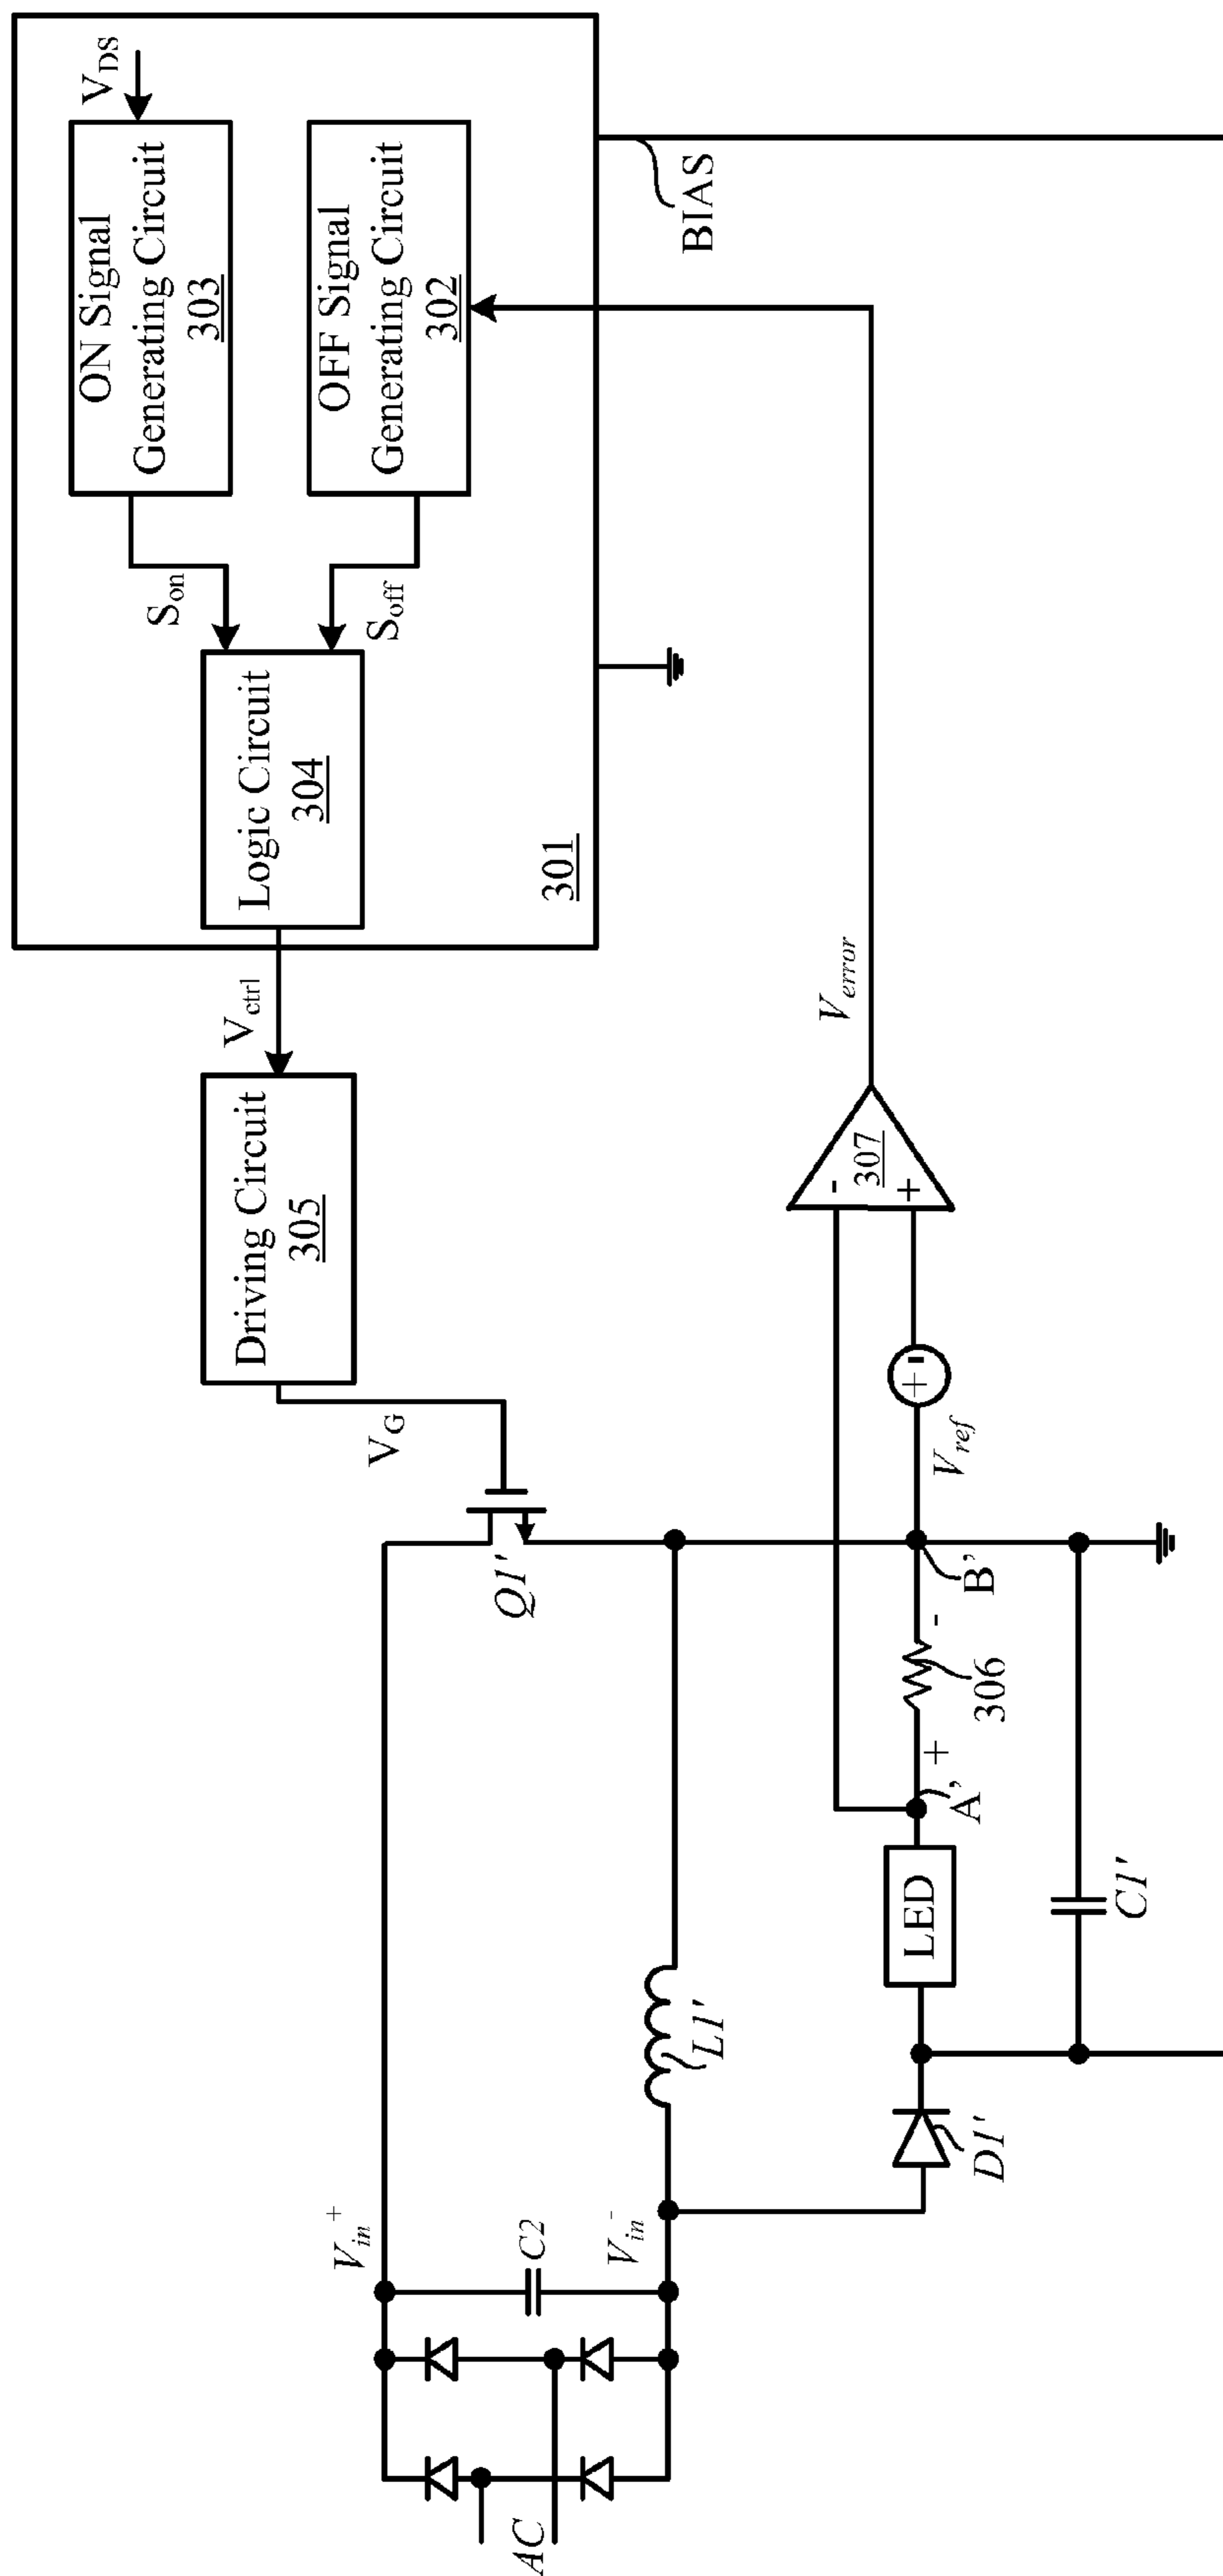 V_DS
ON Signal
Generating Circuit
303
OFF Signal
Generating Circuit
302
S_on
S_off
Logic Circuit
304
301
BIAS
V_ctrl
Driving Circuit
305
V_G
Q1'
V_error
-
307
+
+ -
V_ref
B'
-
306
+
A'
LED
C1'
L1'
D1'
V_in^+
C2
V_in^-
AC